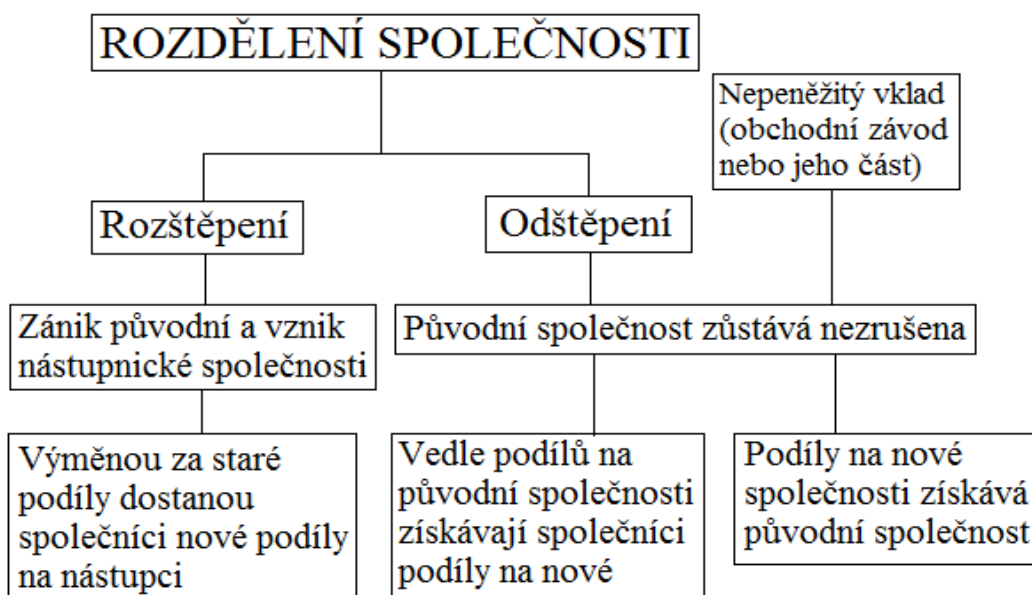 ROZDĚLENÍ SPOLEČNOSTI
Nepeněžitý vklad
(obchodní závod
nebo jeho část)
Rozštěpení
Odštěpení
Zánik původní a vznik
nástupnické společnosti
Původní společnost zůstává nezrušena
Výměnou za staré
podíly dostanou
společníci nové podíly
na nástupci
Vedle podílů na
původní společnosti
získávají společníci
podíly na nové
Podíly na nové
společnosti získává
původní společnost